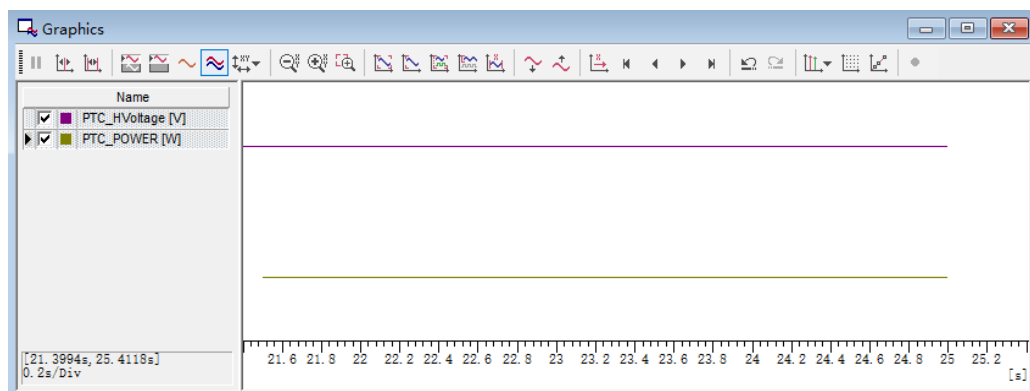 Graphics
Name
PTC_HVoltage [V]
PTC_POWER [W]
[21.3994s, 25.4118s]
0.2s/Div
21.6 21.8 22 22.2 22.4 22.6 22.8 23 23.2 23.4 23.6 23.8 24 24.2 24.4 24.6 24.8 25 25.2
[s]